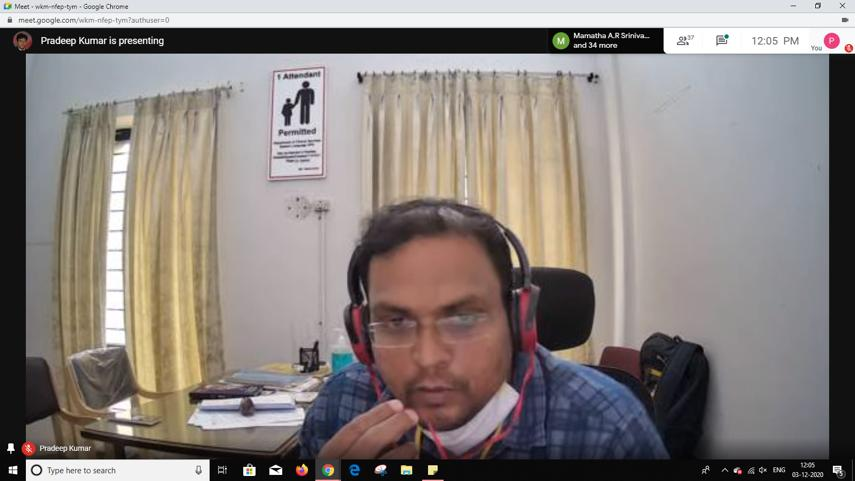 Meet - wkm-nfep-tym - Google Chrome
meet.google.com/wkm-nfep-tym?authuser=0
Pradeep Kumar is presenting
M
Mamatha A.R Sriniva...
and 34 more
37
12:05 PM
You
P
1 Attendant
Permitted
Pradeep Kumar
Type here to search
ENG
12:05
03-12-2020
5